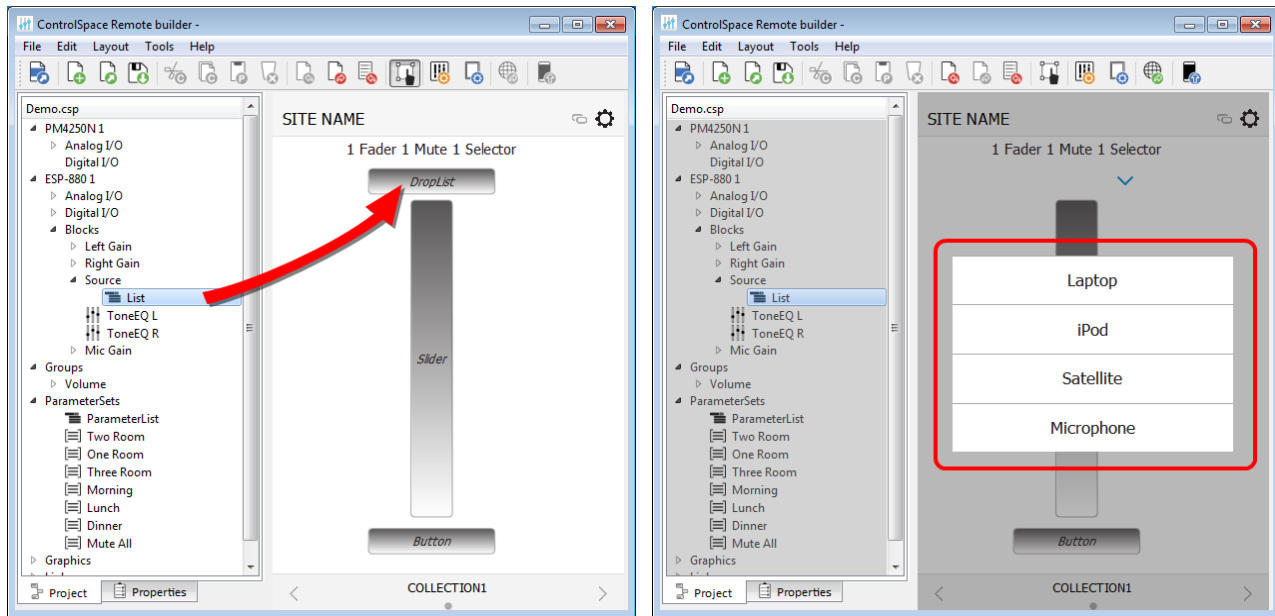 ControlSpace Remote builder -
File Edit Layout Tools Help
Demo.csp
PM4250N 1
Analog I/O
Digital I/O
ESP-880 1
Analog I/O
Digital I/O
Blocks
Left Gain
Right Gain
Source
List
ToneEQ L
ToneEQ R
Mic Gain
Groups
Volume
ParameterSets
ParameterList
Two Room
One Room
Three Room
Morning
Lunch
Dinner
Mute All
Graphics
Project Properties
SITE NAME
1 Fader 1 Mute 1 Selector
DropList
Slider
Button
COLLECTION1
ControlSpace Remote builder -
File Edit Layout Tools Help
Demo.csp
PM4250N 1
Analog I/O
Digital I/O
ESP-880 1
Analog I/O
Digital I/O
Blocks
Left Gain
Right Gain
Source
List
ToneEQ L
ToneEQ R
Mic Gain
Groups
Volume
ParameterSets
ParameterList
Two Room
One Room
Three Room
Morning
Lunch
Dinner
Mute All
Graphics
Project Properties
SITE NAME
1 Fader 1 Mute 1 Selector
Laptop
iPod
Satellite
Microphone
Button
COLLECTION1